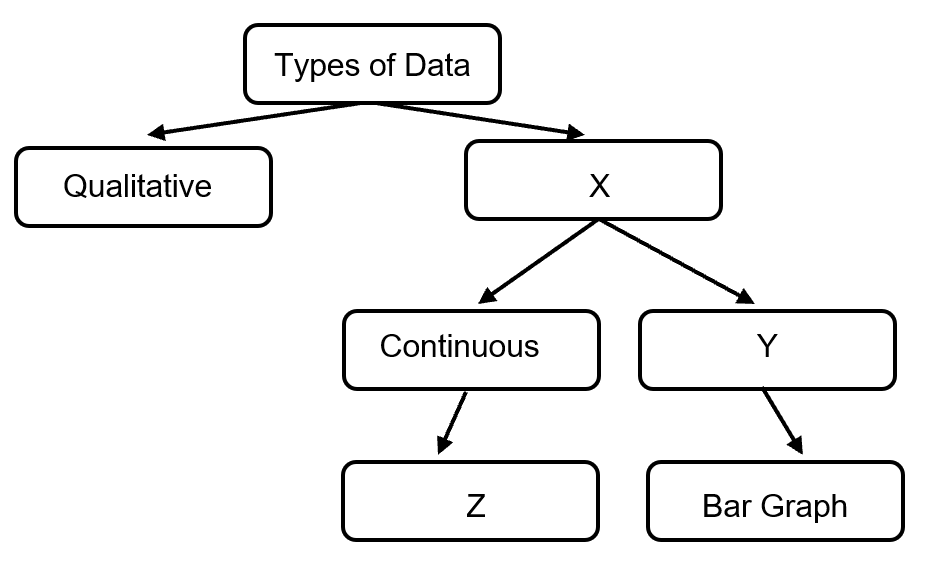 Types of Data
Qualitative
X
Continuous
Y
Z
Bar Graph